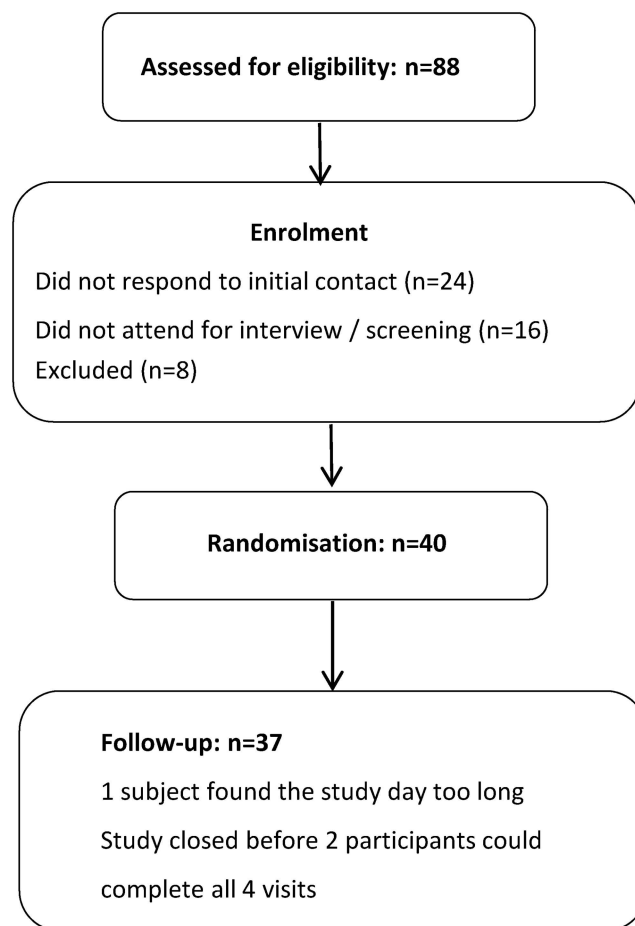 Assessed for eligibility: n=88
Enrolment
Did not respond to initial contact (n=24)
Did not attend for interview / screening (n=16)
Excluded (n=8)
Randomisation: n=40
Follow-up: n=37
1 subject found the study day too long
Study closed before 2 participants could
complete all 4 visits